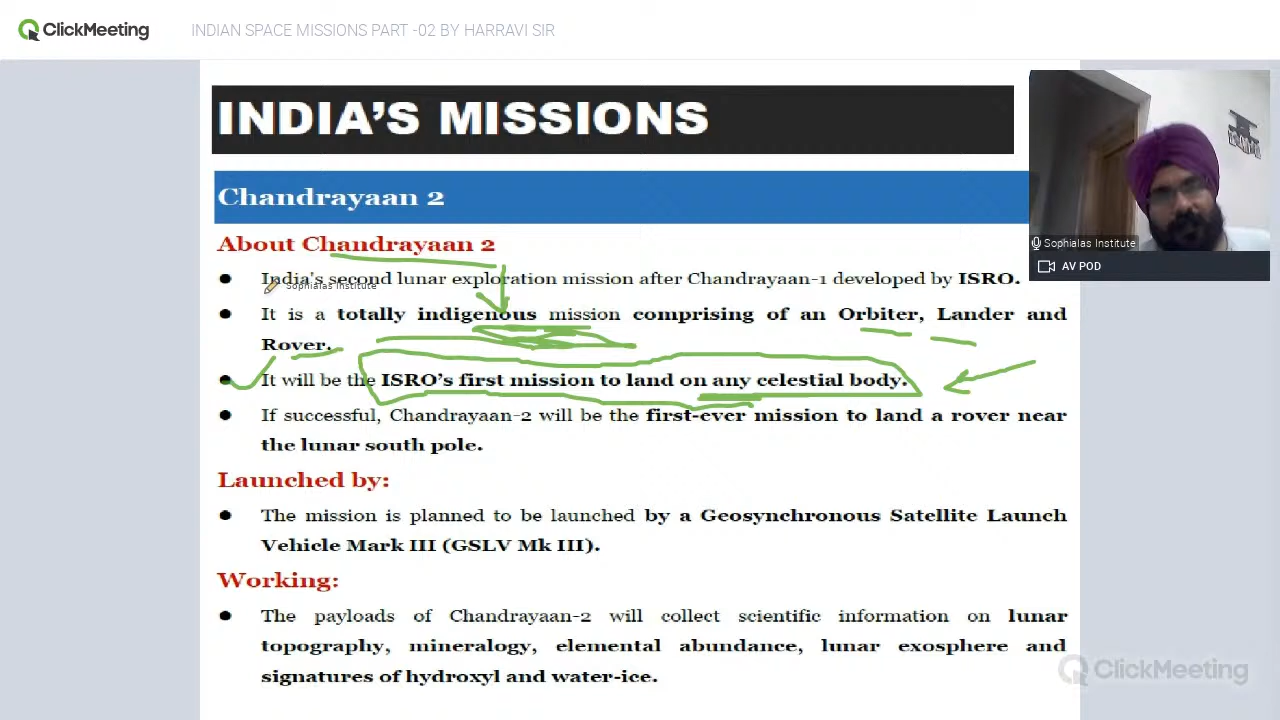 ClickMeeting
INDIAN SPACE MISSIONS PART -02 BY HARRAVI SIR
INDIA'S MISSIONS
Chandrayaan 2
About Chandrayaan 2
● India's second lunar exploration mission after Chandrayaan-1 developed by ISRO.
Sophialas Institute
● It is a totally indigenous mission comprising of an Orbiter, Lander and
Rover.
● It will be the ISRO's first mission to land on any celestial body.
● If successful, Chandrayaan-2 will be the first-ever mission to land a rover near
the lunar south pole.
Launched by:
● The mission is planned to be launched by a Geosynchronous Satellite Launch
Vehicle Mark III (GSLV Mk III).
Working:
● The payloads of Chandrayaan-2 will collect scientific information on lunar
topography, mineralogy, elemental abundance, lunar exosphere and
signatures of hydroxyl and water-ice.
Sophialas Institute
AV POD
ClickMeeting